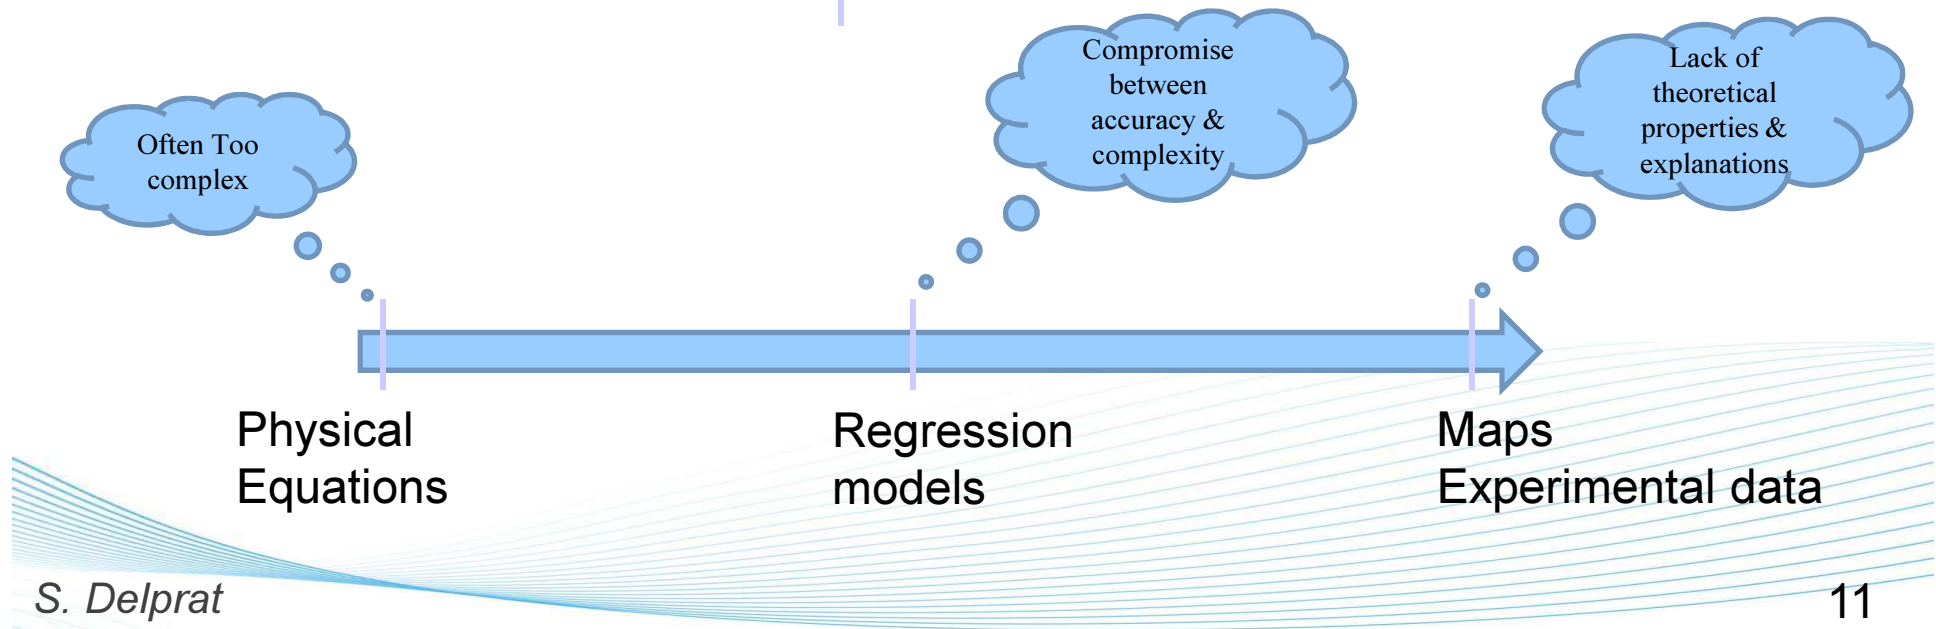 Often Too
complex
Compromise
between
accuracy &
complexity
Lack of
theoretical
properties &
explanations
Physical
Equations
Regression
models
Maps
Experimental data
S. Delprat
11